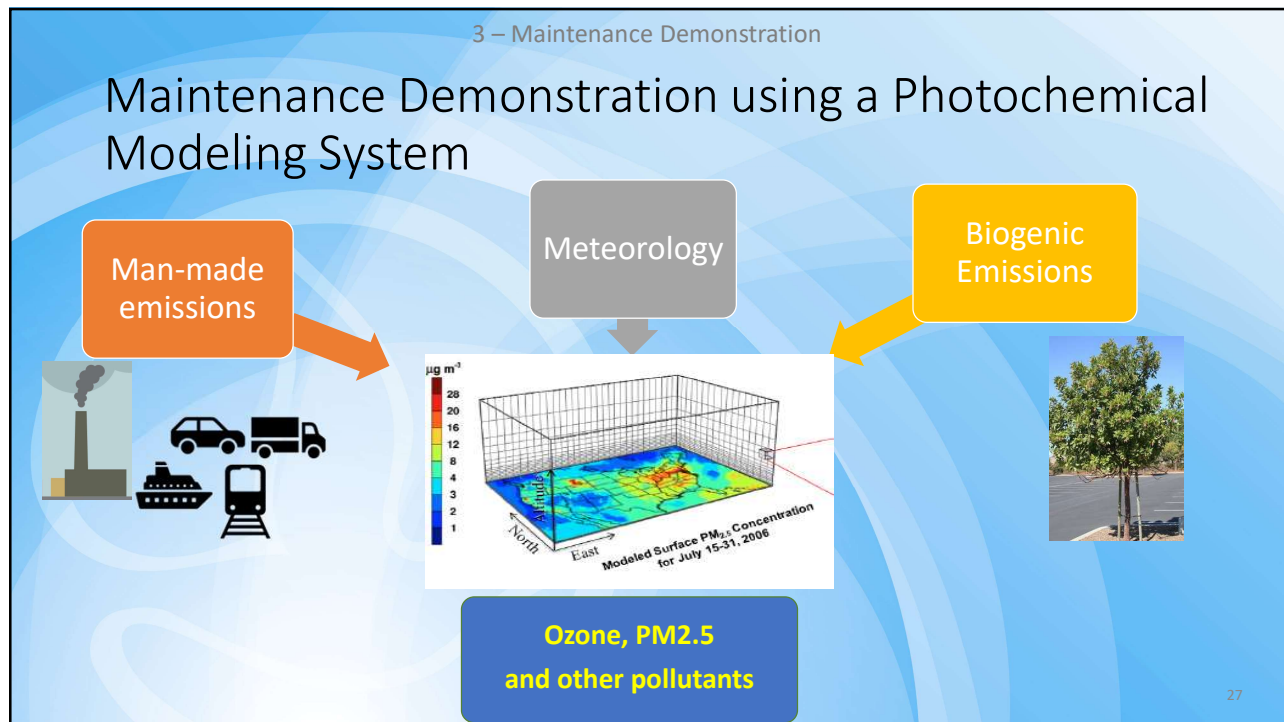 3 – Maintenance Demonstration
Maintenance Demonstration using a Photochemical
Modeling System
Man-made
emissions
Meteorology
Biogenic
Emissions
µg m⁻³
28
20
16
12
8
4
3
2
1
Altitude
North
East
Modeled Surface PM₂.₅ Concentration
for July 15-31, 2006
Ozone, PM2.5
and other pollutants
27